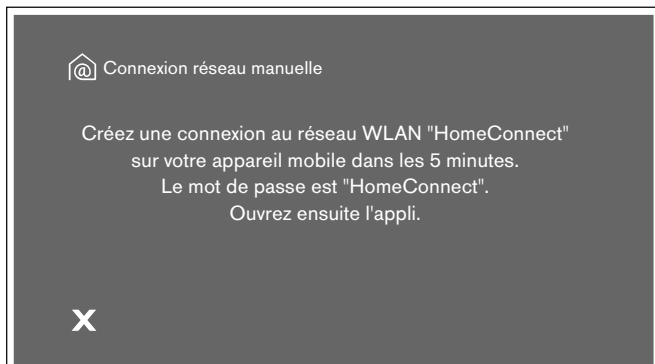 @ Connexion réseau manuelle
Créez une connexion au réseau WLAN "HomeConnect"
sur votre appareil mobile dans les 5 minutes.
Le mot de passe est "HomeConnect".
Ouvrez ensuite l'appli.
X